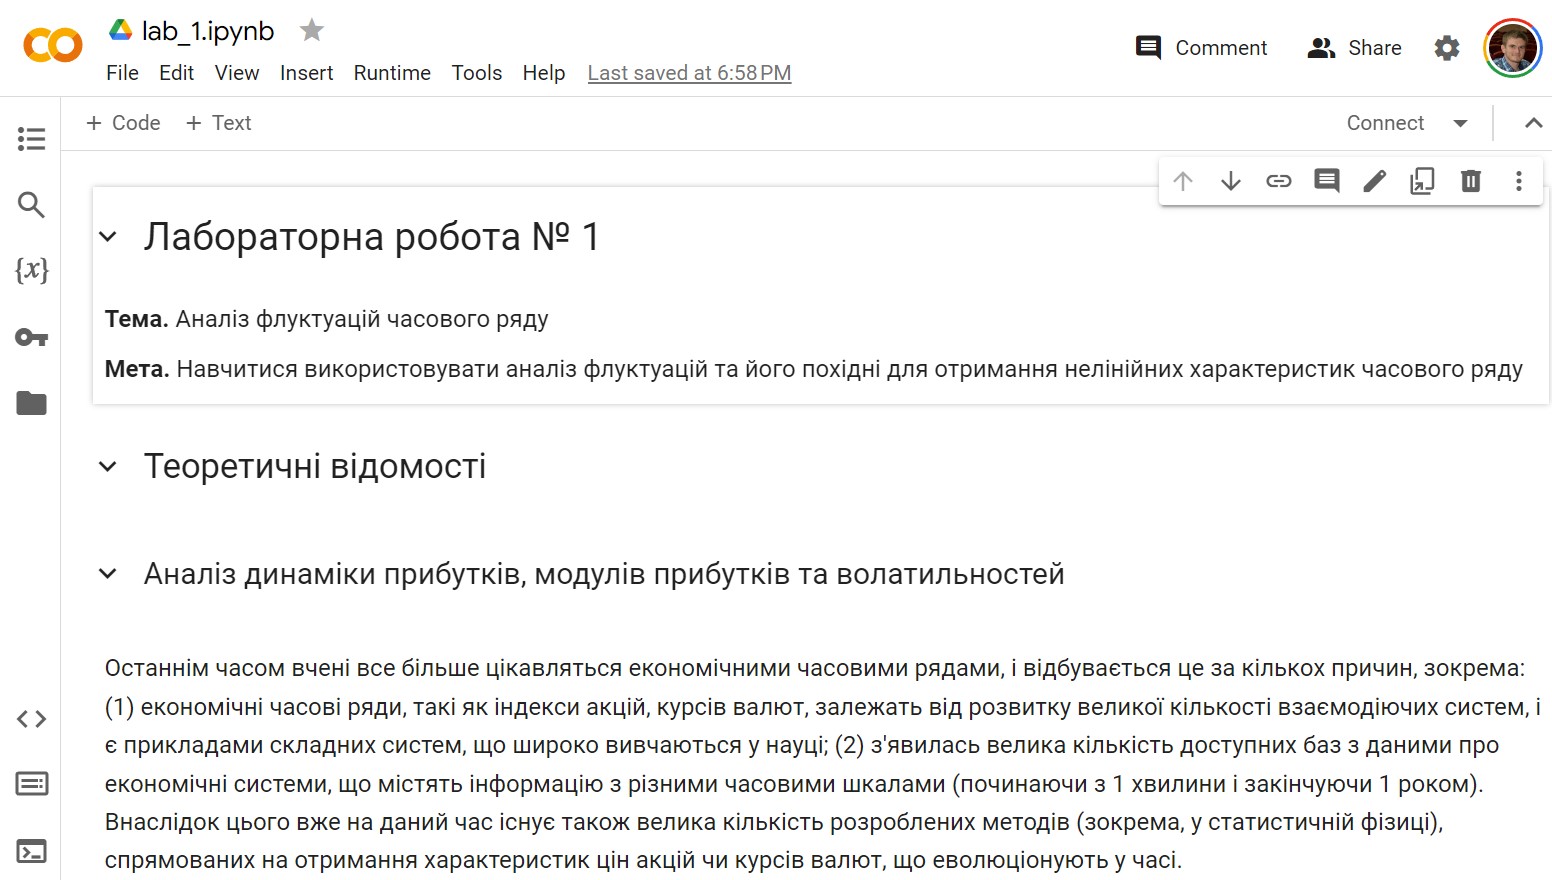 lab_1.ipynb
Comment
Share
File Edit View Insert Runtime Tools Help Last saved at 6:58 PM
+ Code + Text
Connect
{x}
Лабораторна робота № 1
Тема. Аналіз флуктуацій часового ряду
Мета. Навчитися використовувати аналіз флуктуацій та його похідні для отримання нелінійних характеристик часового ряду
Теоретичні відомості
Аналіз динаміки прибутків, модулів прибутків та волатильностей
Останнім часом вчені все більше цікавляться економічними часовими рядами, і відбувається це за кількох причин, зокрема:
(1) економічні часові ряди, такі як індекси акцій, курсів валют, залежать від розвитку великої кількості взаємодіючих систем, і
є прикладами складних систем, що широко вивчаються у науці; (2) з'явилась велика кількість доступних баз з даними про
економічні системи, що містять інформацію з різними часовими шкалами (починаючи з 1 хвилини і закінчуючи 1 роком).
Внаслідок цього вже на даний час існує також велика кількість розроблених методів (зокрема, у статистичній фізиці),
спрямованих на отримання характеристик цін акцій чи курсів валют, що еволюціонують у часі.